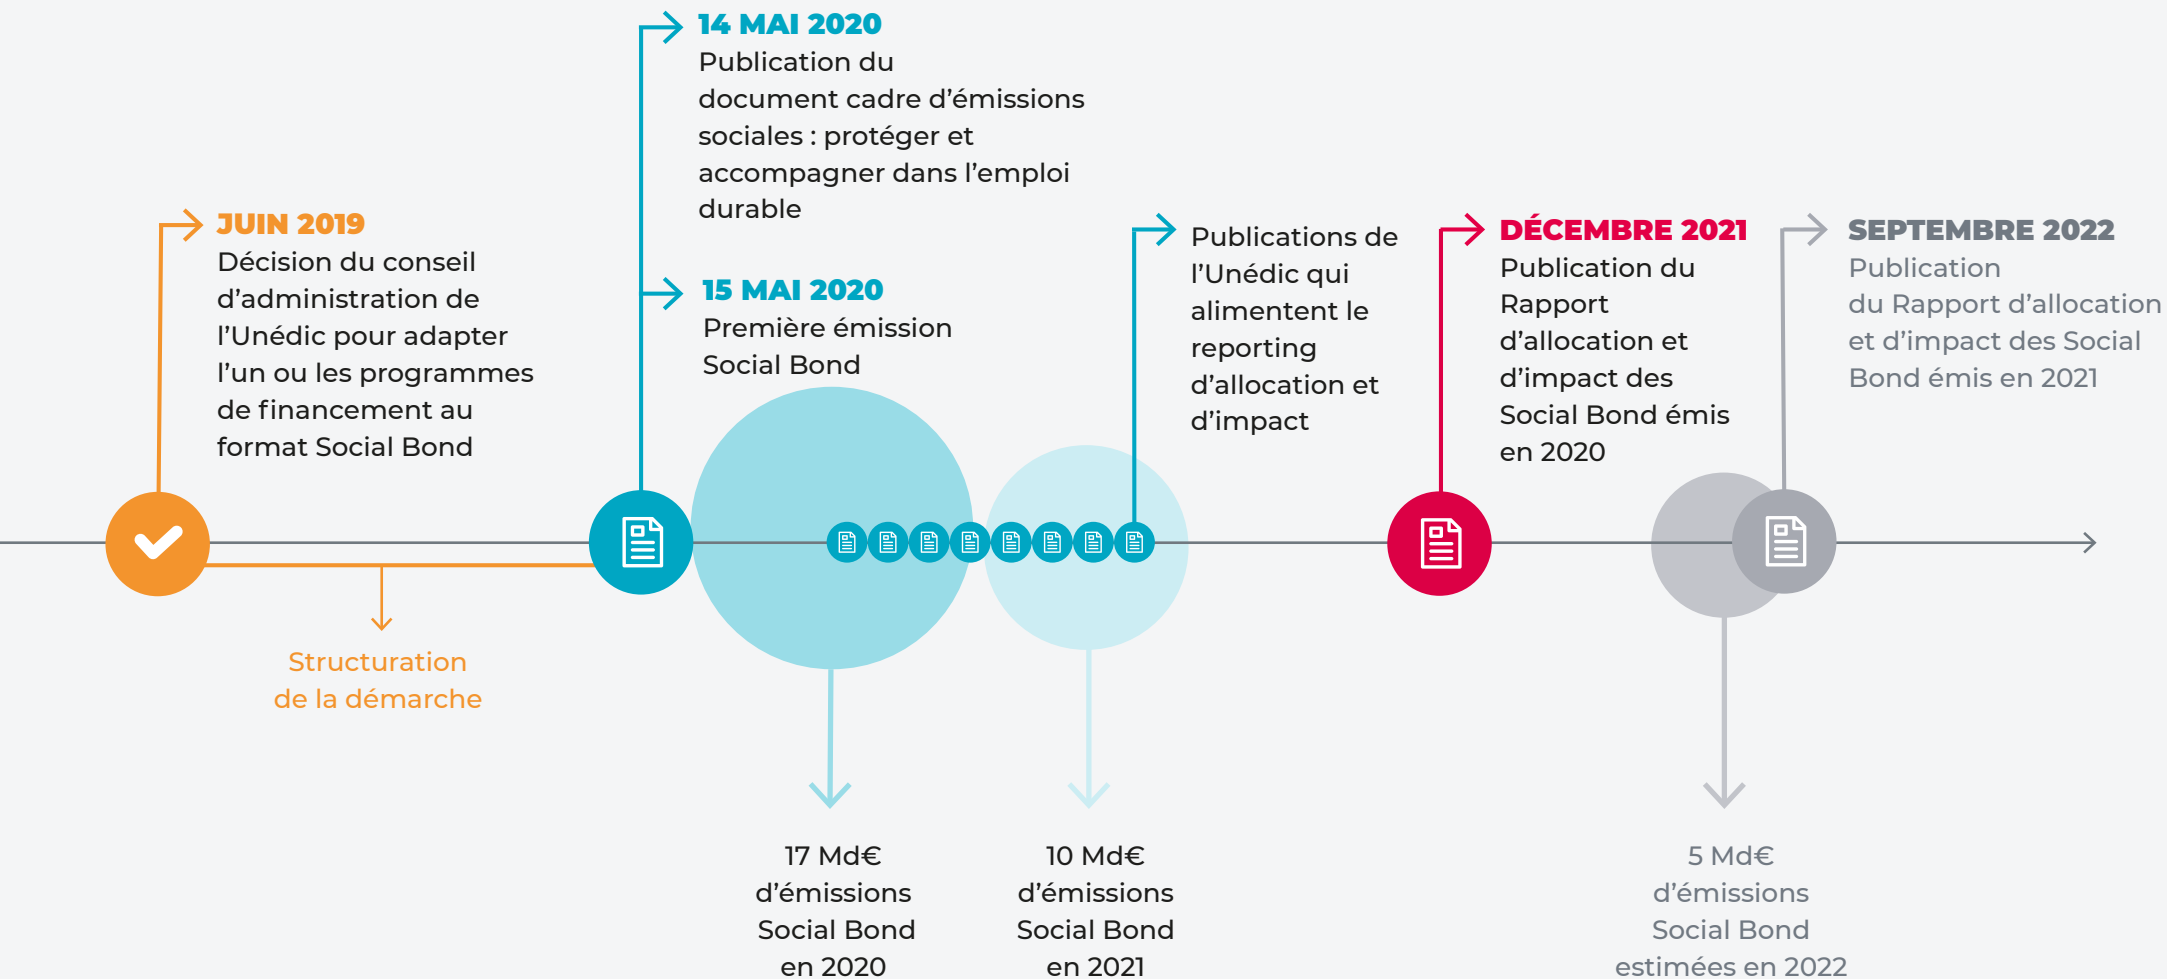 14 MAI 2020
Publication du
document cadre d’émissions
sociales : protéger et
accompagner dans l’emploi
durable
JUIN 2019
Décision du conseil
d’administration de
l’Unédic pour adapter
l’un ou les programmes
de financement au
format Social Bond
15 MAI 2020
Première émission
Social Bond
Publications de
l’Unédic qui
alimentent le
reporting
d’allocation et
d’impact
DÉCEMBRE 2021
Publication du
Rapport
d’allocation et
d’impact des
Social Bond émis
en 2020
SEPTEMBRE 2022
Publication
du Rapport d’allocation
et d’impact des Social
Bond émis en 2021
Structuration
de la démarche
17 Md€
d’émissions
Social Bond
en 2020
10 Md€
d’émissions
Social Bond
en 2021
5 Md€
d’émissions
Social Bond
estimées en 2022